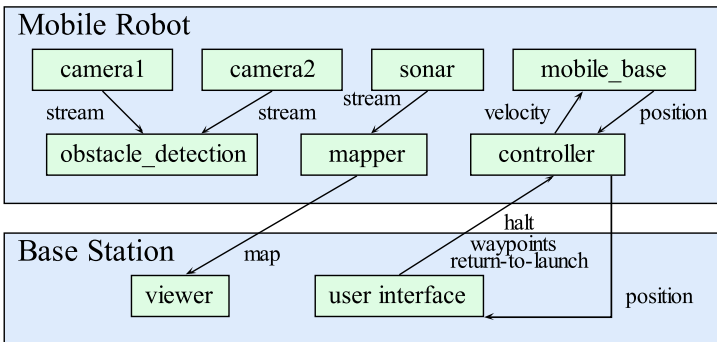 Mobile Robot
camera1
camera2
sonar
mobile_base
stream
stream
stream
velocity
position
obstacle_detection
mapper
controller
halt
waypoints
return-to-launch
Base Station
map
viewer
user interface
position